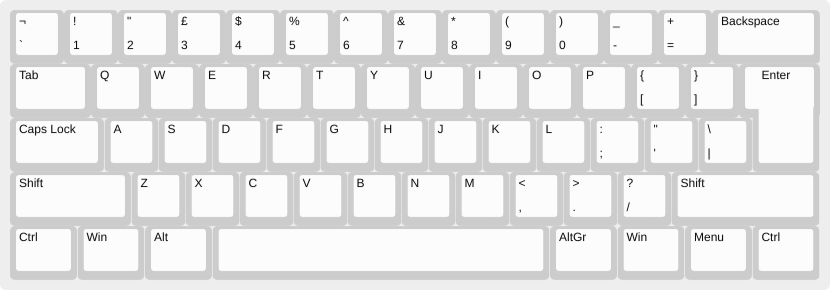 ¬ ! " £ $ % ^ & * ( ) _ + Backspace
` 1 2 3 4 5 6 7 8 9 0 - =
Tab Q W E R T Y U I O P { } Enter
[ ]
Caps Lock A S D F G H J K L : " \
; ' |
Shift Z X C V B N M < > ? Shift
, . /
Ctrl Win Alt AltGr Win Menu Ctrl